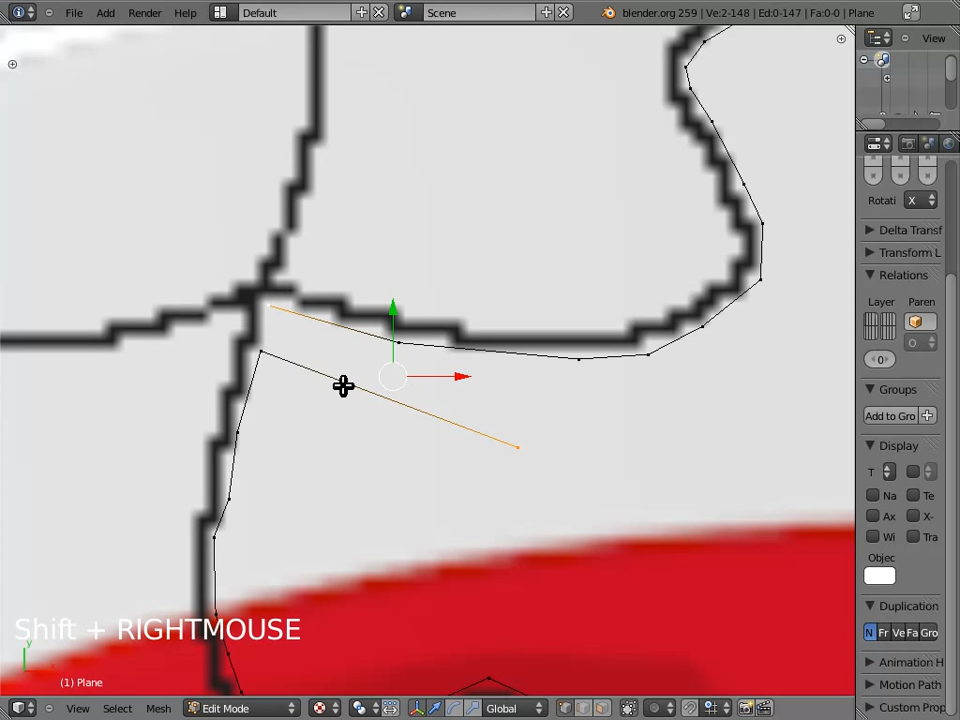 File Add Render Help Default Scene blender.org 259 | Ve:2-148 | Ed:0-147 | Fa:0-0 | Plane
View
Rotati X
Delta Transf
Transform L
Relations
Layer Paren
0
Groups
Add to Gro
Display
T
Na Te
Ax X-
Wi Tra
Objec
Duplication
N Fr Ve Fa Gro
Animation H
Motion Path
Custom Prop
Shift + RIGHTMOUSE
y
(1) Plane
View Select Mesh Edit Mode Global